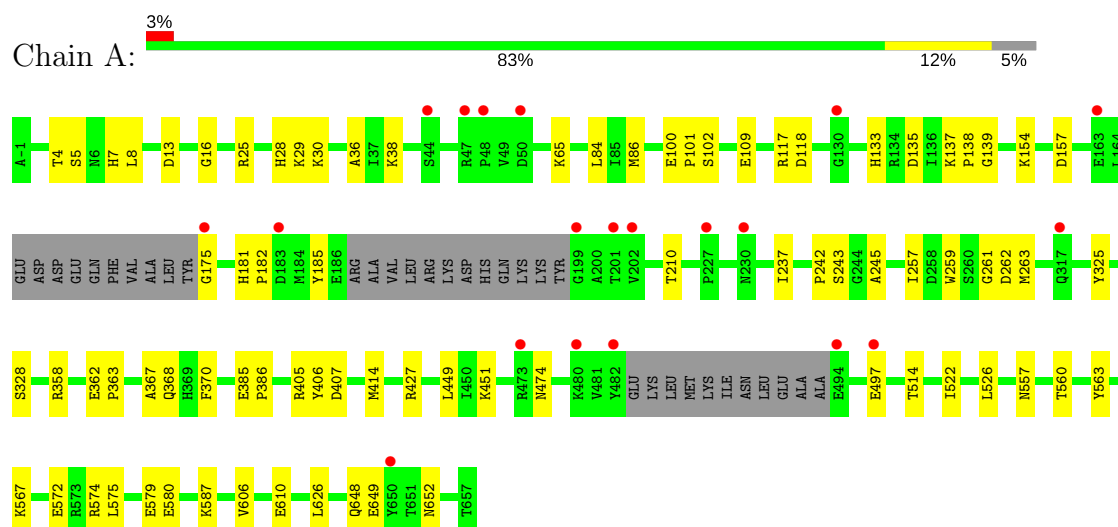 3%
Chain A:
83% 12% 5%
A-1 T4 S5 N6 H7 L8 D13 G16 R25 H28 K29 K30 A36 I37 K38 S44 R47 P48 V49 D50 K65 L84 I85 M86 E100 P101 S102 E109 R117 D118 G130 H133 R134 D135 I136 K137 P138 G139 K154 D157 E163 L164
GLU ASP ASP GLU GLN PHE VAL ALA LEU TYR G175 H181 P182 D183 M184 Y185 E186 ARG ALA VAL LEU ARG LYS ASP HIS GLN LYS LYS TYR G199 A200 T201 V202 T210 P227 N230 I237 P242 S243 G244 A245 I257 D258 W259 S260 G261 D262 M263 Q317 Y325
S328 R358 E362 P363 A367 Q368 H369 F370 E385 P386 R405 Y406 D407 M414 R427 L449 I450 K451 R473 N474 K480 V481 Y482 GLU LYS LEU MET LYS ILE ASN LEU GLU ALA ALA E494 E497 T514 I522 L526 N557 T560 Y563
K567 E572 R573 R574 L575 E579 E580 K587 V606 E610 L626 Q648 E649 Y650 T651 N652 T657